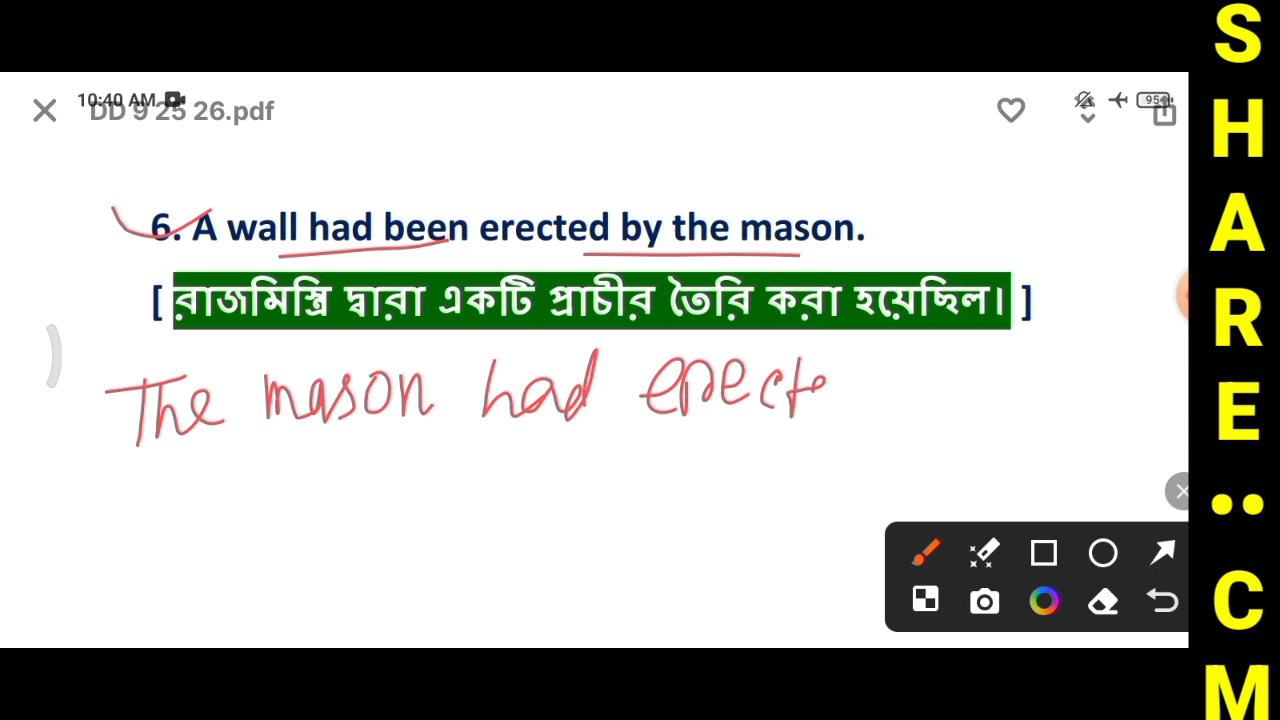 10:40 AM
DD 9 25 26.pdf
95
6. A wall had been erected by the mason.
[ রাজমিস্ত্রি দ্বারা একটি প্রাচীর তৈরি করা হয়েছিল। ]
The mason had erecte
S
H
A
R
E
..
C
M